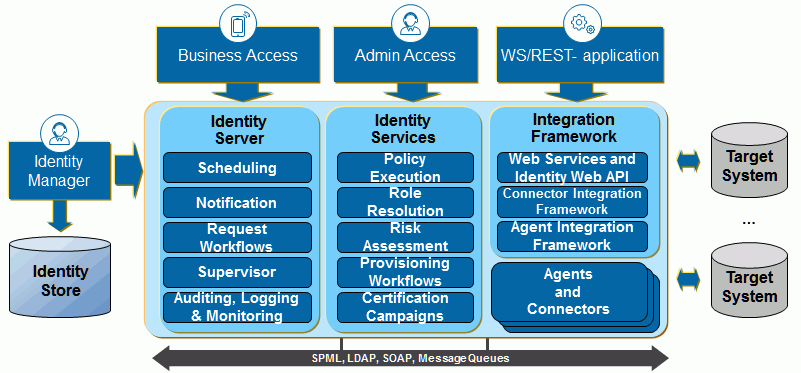 Business Access
Admin Access
WS/REST- application
Identity
Manager
Identity
Store
Identity
Server
Scheduling
Notification
Request
Workflows
Supervisor
Auditing, Logging
& Monitoring
Identity
Services
Policy
Execution
Role
Resolution
Risk
Assessment
Provisioning
Workflows
Certification
Campaigns
Integration
Framework
Web Services and
Identity Web API
Connector Integration
Framework
Agent Integration
Framework
Agents
and
Connectors
Target
System
...
Target
System
SPML, LDAP, SOAP, Message Queues